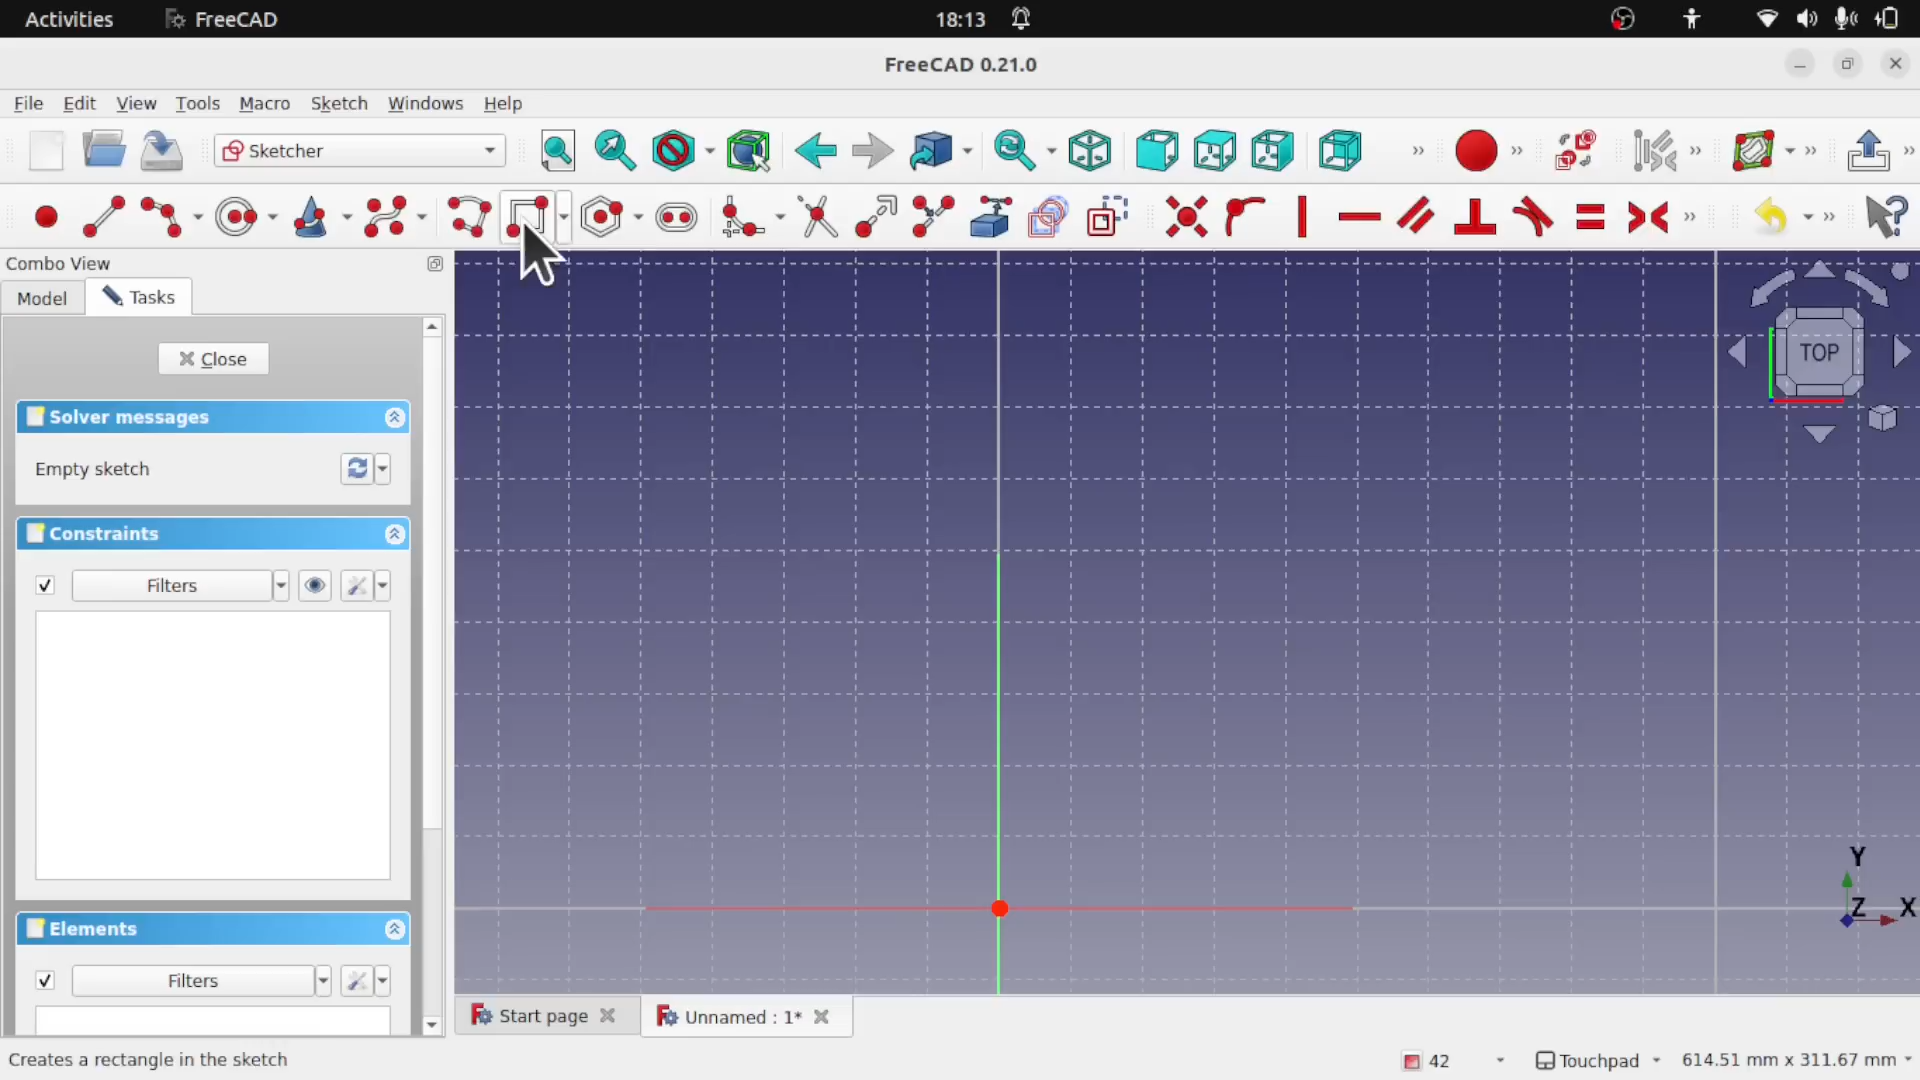 Activities FreeCAD 18:13
FreeCAD 0.21.0
File Edit View Tools Macro Sketch Windows Help
Sketcher
Combo View
Model Tasks
Close
Solver messages
Empty sketch
Constraints
Filters
Elements
Filters
TOP
Y
Z X
Start page Unnamed : 1*
Creates a rectangle in the sketch 42 Touchpad 614.51 mm x 311.67 mm